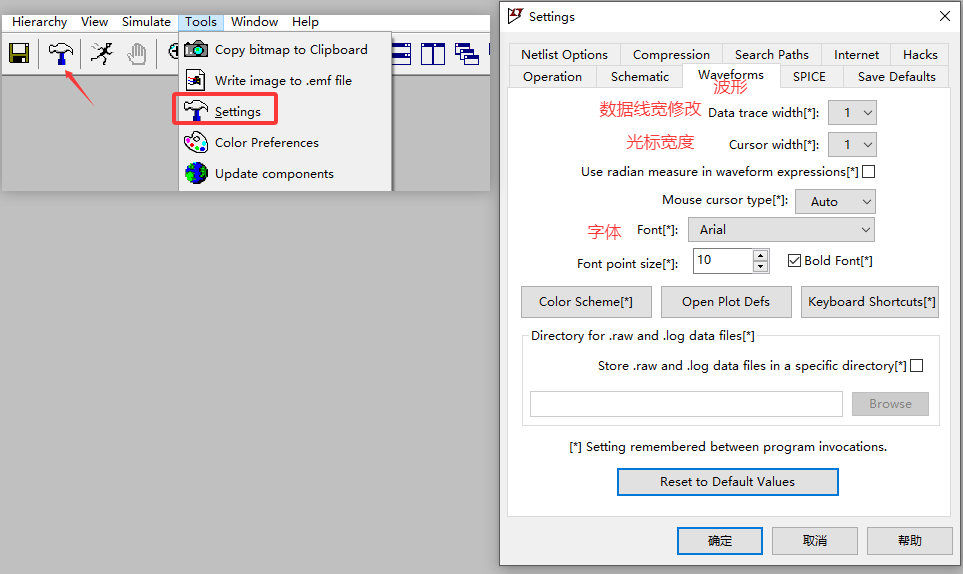 Hierarchy View Simulate Tools Window Help
Copy bitmap to Clipboard
Write image to .emf file
Settings
Color Preferences
Update components
Settings
Netlist Options Compression Search Paths Internet Hacks
Operation Schematic Waveforms SPICE Save Defaults
波形
数据线宽修改 Data trace width[*]: 1
光标宽度 Cursor width[*]: 1
Use radian measure in waveform expressions[*]
Mouse cursor type[*]: Auto
字体 Font[*]: Arial
Font point size[*]: 10 Bold Font[*]
Color Scheme[*] Open Plot Defs Keyboard Shortcuts[*]
Directory for .raw and .log data files[*]
Store .raw and .log data files in a specific directory[*]
Browse
[*] Setting remembered between program invocations.
Reset to Default Values
确定 取消 帮助